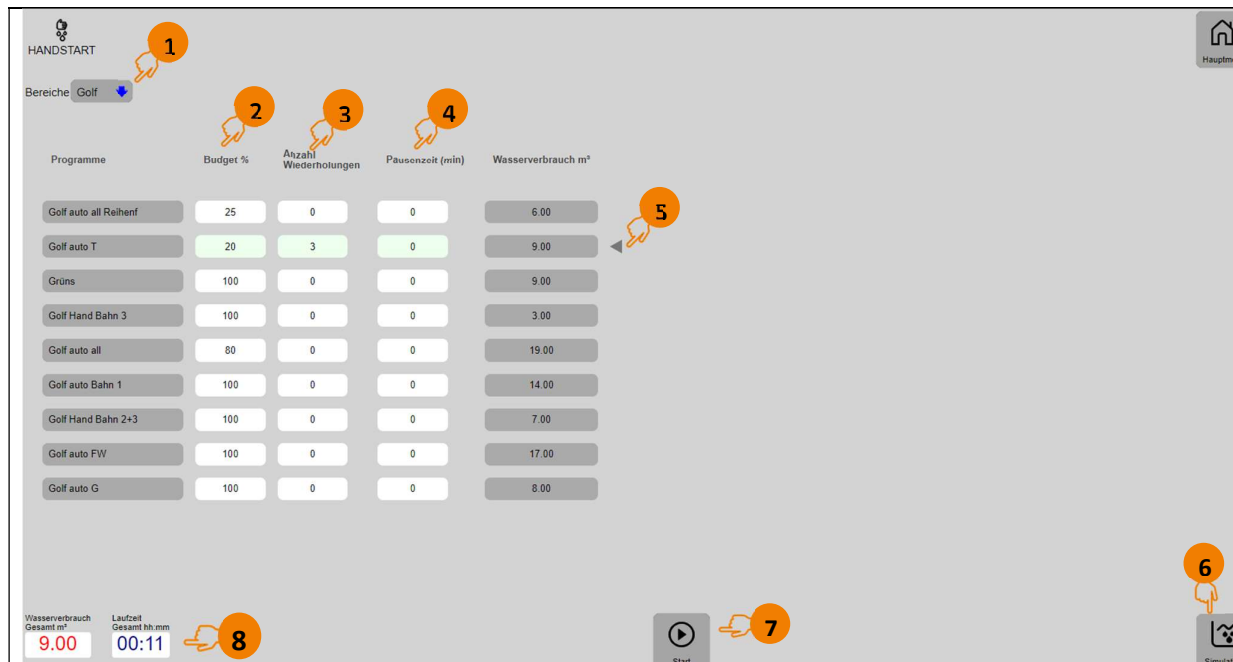 HANDSTART
1
Hauptme
Bereiche Golf
2 3 4
Programme Budget % Anzahl Wiederholungen Pausenzeit (min) Wasserverbrauch m³
Golf auto all Reihenf 25 0 0 6.00
5
Golf auto T 20 3 0 9.00
Grüns 100 0 0 9.00
Golf Hand Bahn 3 100 0 0 3.00
Golf auto all 80 0 0 19.00
Golf auto Bahn 1 100 0 0 14.00
Golf Hand Bahn 2+3 100 0 0 7.00
Golf auto FW 100 0 0 17.00
Golf auto G 100 0 0 8.00
6
Wasserverbrauch
Gesamt m³
9.00
Laufzeit
Gesamt hh:mm
00:11
8
7
Start
Simulat